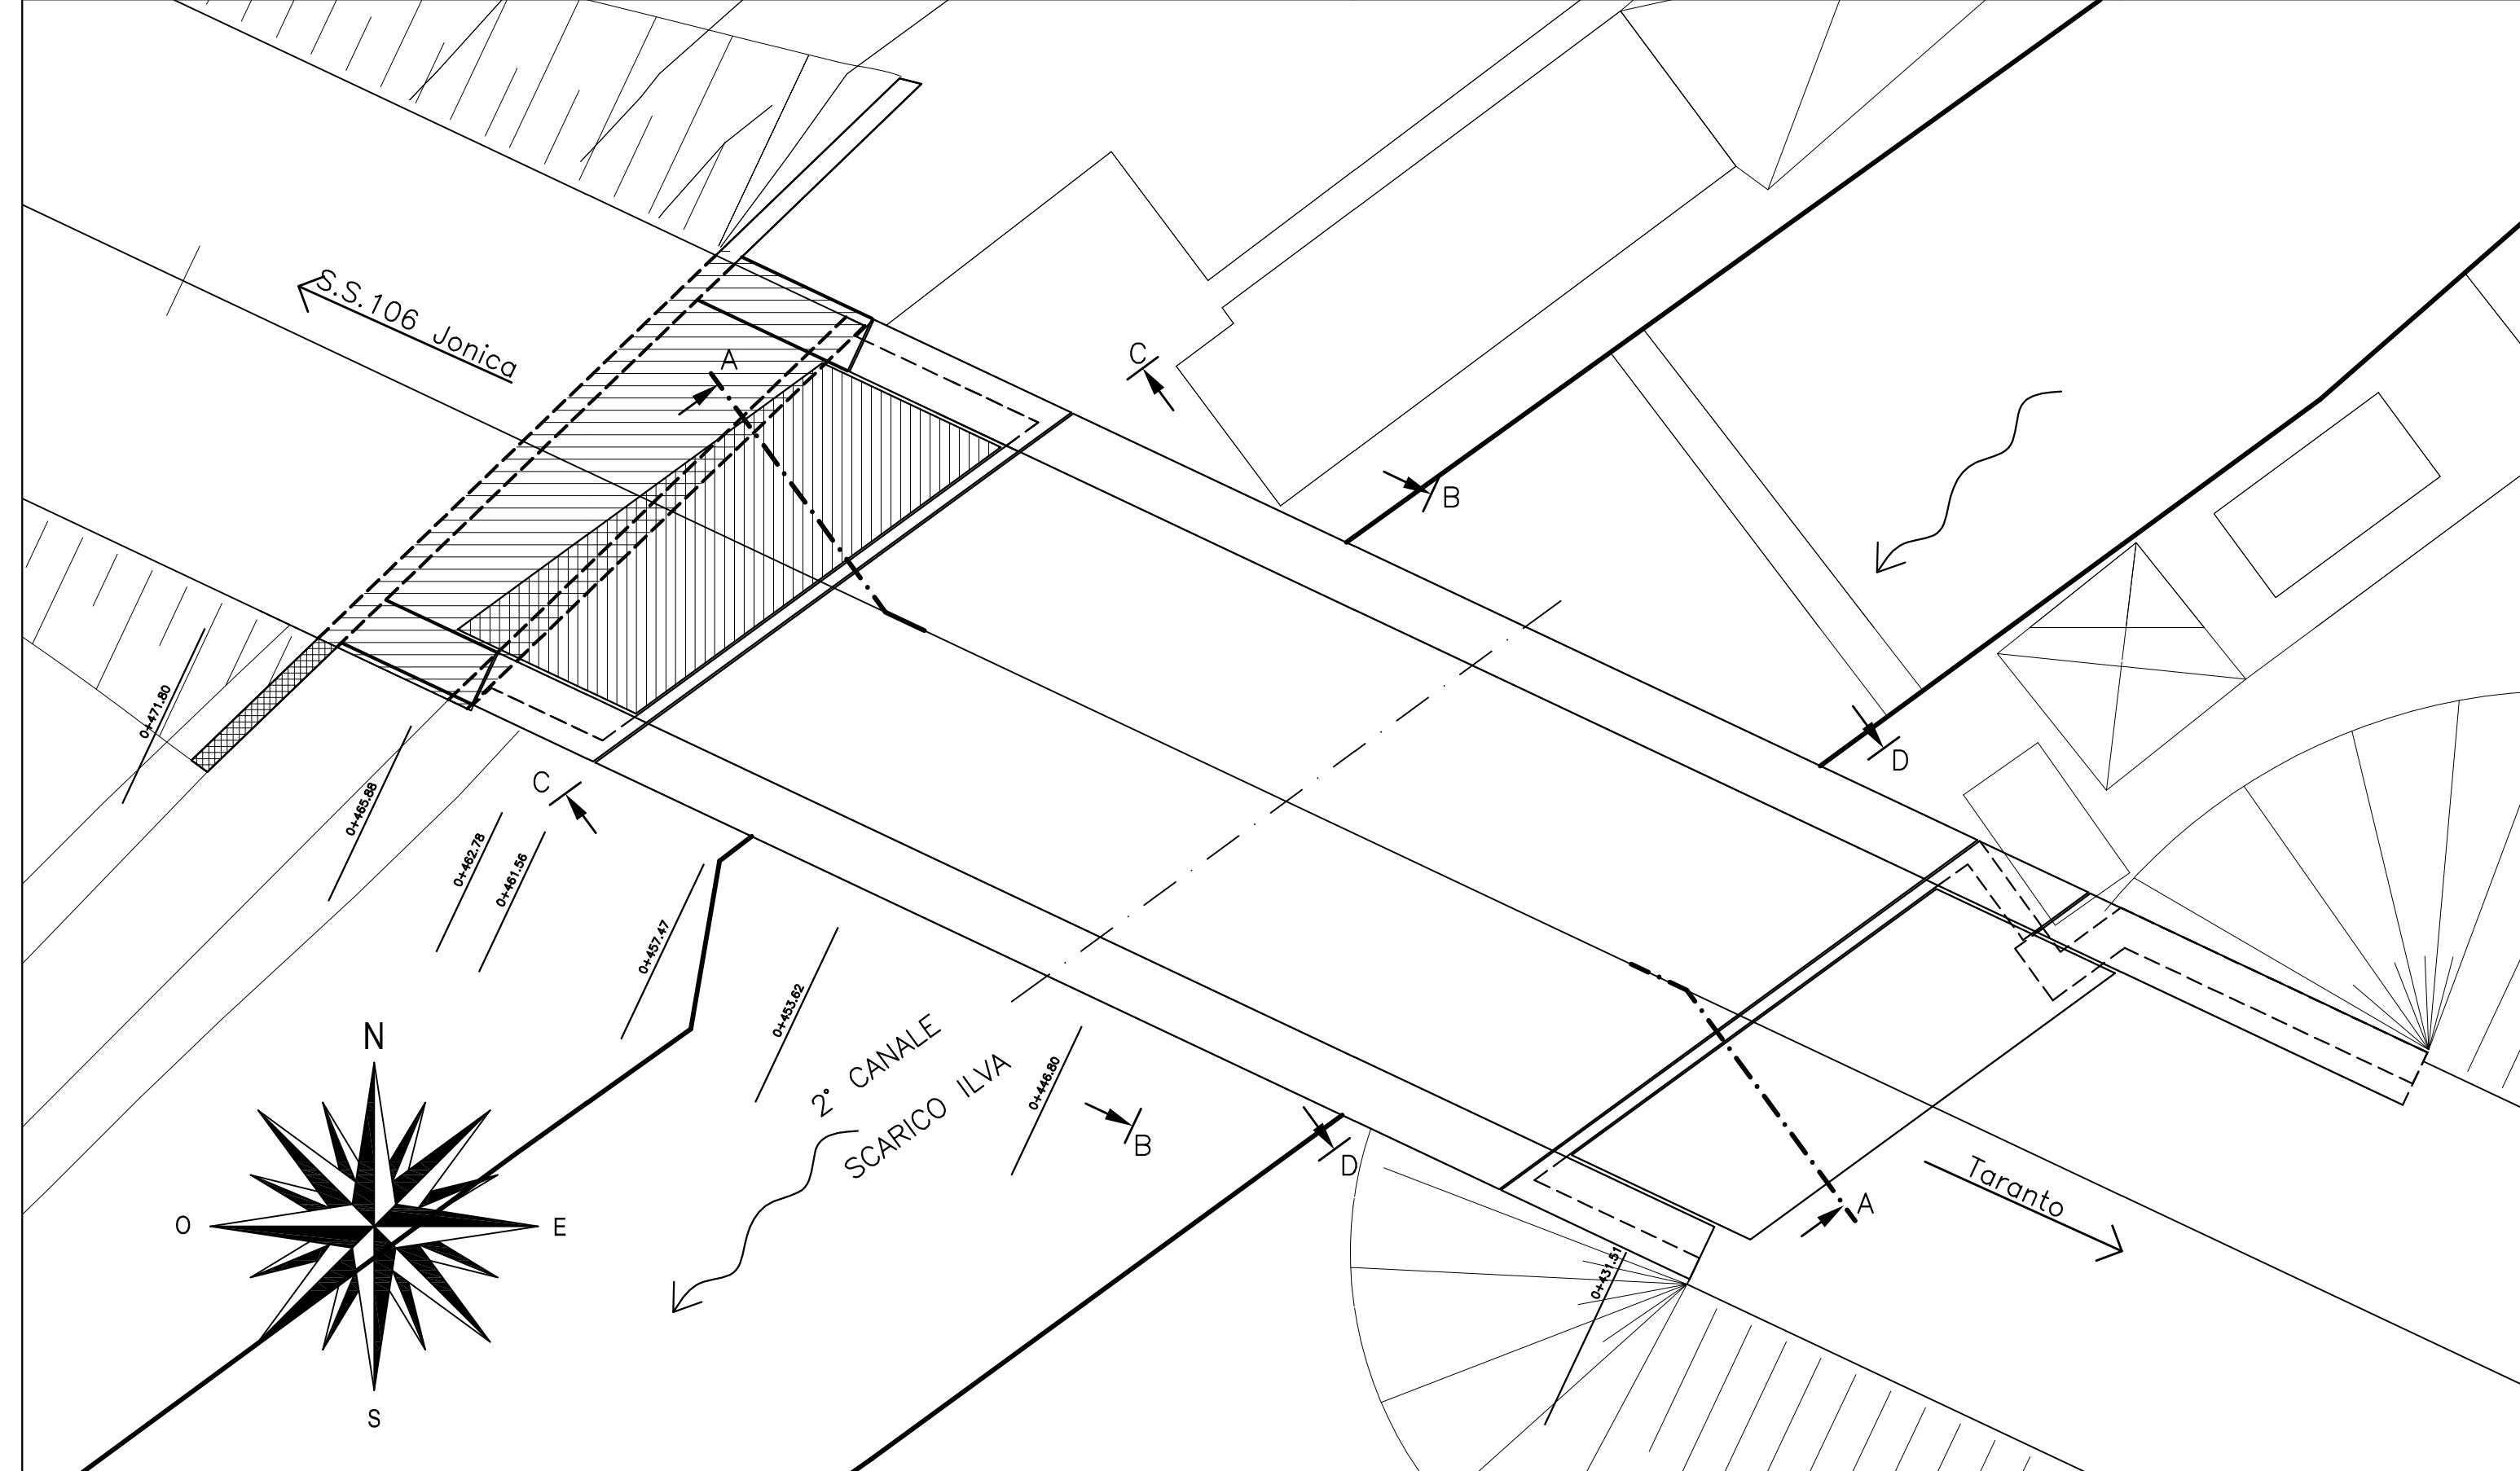 S.S.106 Jonica
A
C
B
D
C
0+471.80
0+465.88
0+462.78
0+461.56
0+457.47
0+453.62
0+446.80
0+431.51
2° CANALE
SCARICO ILVA
B
D
A
Taranto
N
O
E
S